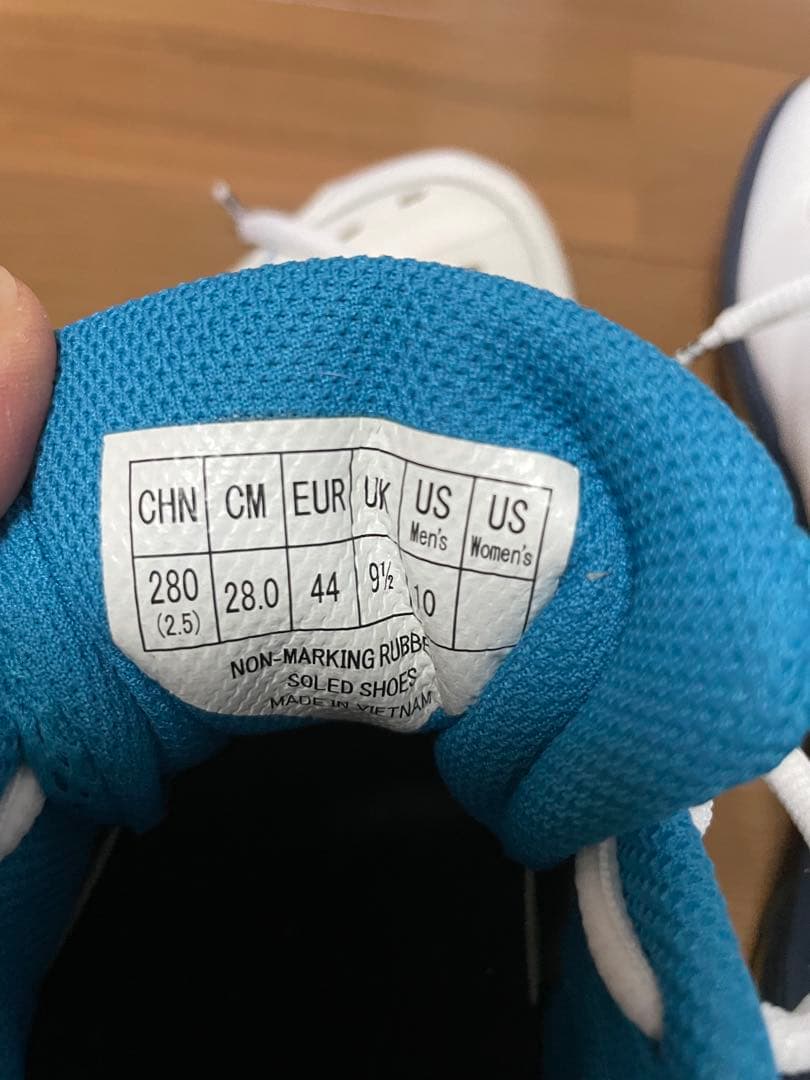 CHN CM EUR UK US Men's US Women's
280 (2.5) 28.0 44 9½ 10
NON-MARKING RUBBE
SOLED SHOES
MADE IN VIETNAM